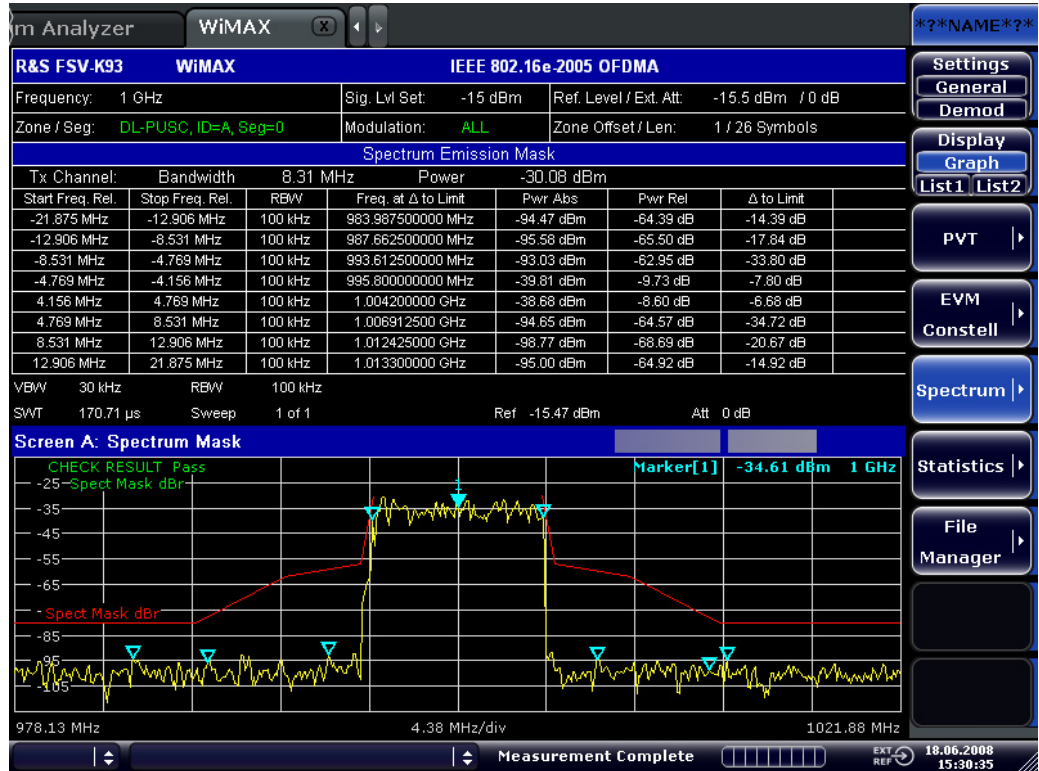 m Analyzer WiMAX X
*?*NAME*?*
R&S FSV-K93 WiMAX IEEE 802.16e-2005 OFDMA
Frequency: 1 GHz Sig. Lvl Set: -15 dBm Ref. Level / Ext. Att: -15.5 dBm / 0 dB
Zone / Seg: DL-PUSC, ID=A, Seg=0 Modulation: ALL Zone Offset / Len: 1 / 26 Symbols
Spectrum Emission Mask
Tx Channel: Bandwidth 8.31 MHz Power -30.08 dBm
Start Freq. Rel. Stop Freq. Rel. RBW Freq. at Δ to Limit Pwr Abs Pwr Rel Δ to Limit
-21.875 MHz -12.906 MHz 100 kHz 983.987500000 MHz -94.47 dBm -64.39 dB -14.39 dB
-12.906 MHz -8.531 MHz 100 kHz 987.662500000 MHz -95.58 dBm -65.50 dB -17.84 dB
-8.531 MHz -4.769 MHz 100 kHz 993.612500000 MHz -93.03 dBm -62.95 dB -33.80 dB
-4.769 MHz -4.156 MHz 100 kHz 995.800000000 MHz -39.81 dBm -9.73 dB -7.80 dB
4.156 MHz 4.769 MHz 100 kHz 1.004200000 GHz -38.68 dBm -8.60 dB -6.68 dB
4.769 MHz 8.531 MHz 100 kHz 1.006912500 GHz -94.65 dBm -64.57 dB -34.72 dB
8.531 MHz 12.906 MHz 100 kHz 1.012425000 GHz -98.77 dBm -68.69 dB -20.67 dB
12.906 MHz 21.875 MHz 100 kHz 1.013300000 GHz -95.00 dBm -64.92 dB -14.92 dB
VBW 30 kHz RBW 100 kHz
SWT 170.71 µs Sweep 1 of 1 Ref -15.47 dBm Att 0 dB
Screen A: Spectrum Mask
CHECK RESULT Pass
Marker[1] -34.61 dBm 1 GHz
-25 Spect Mask dBr
1
-35
-45
-55
-65
Spect Mask dBr
-85
-95
-105
978.13 MHz 4.38 MHz/div 1021.88 MHz
Settings
General
Demod
Display
Graph
List1 List2
PVT
EVM
Constell
Spectrum
Statistics
File
Manager
Measurement Complete
EXT
REF
18.06.2008
15:30:35